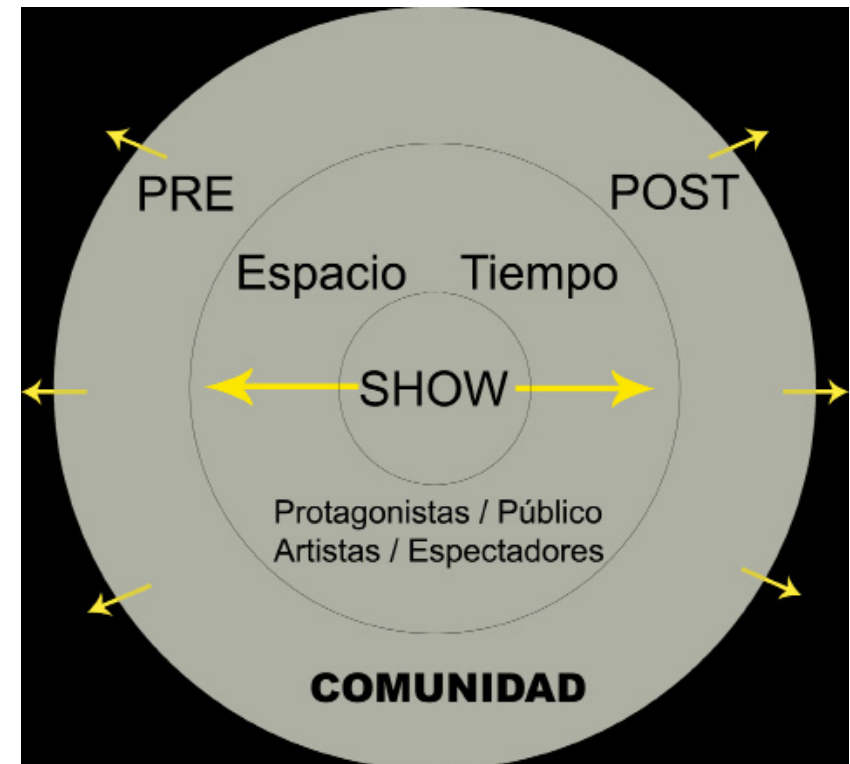 PRE
POST
Espacio Tiempo
SHOW
Protagonistas / Público
Artistas / Espectadores
COMUNIDAD